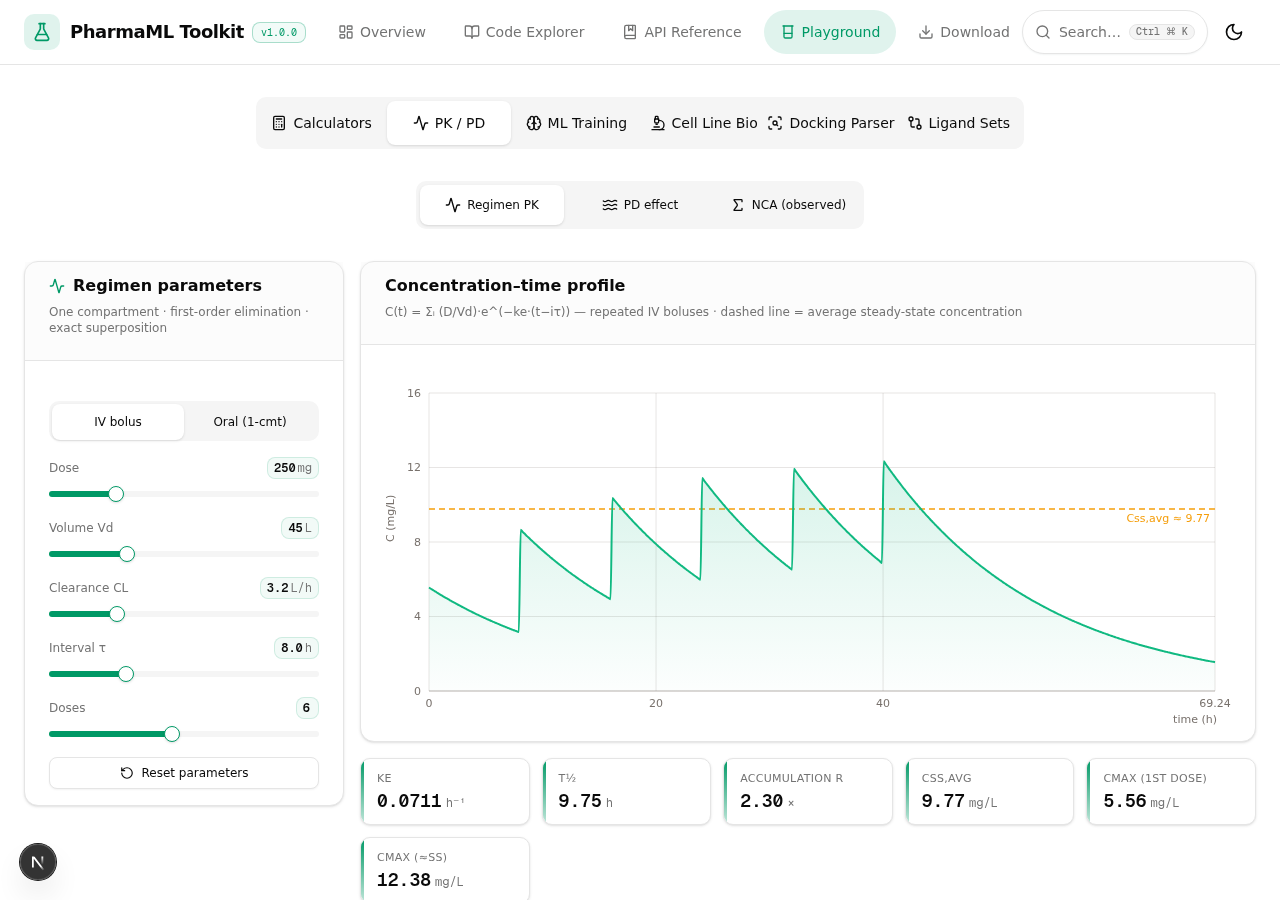 PharmaML Toolkit v1.0.0 Overview Code Explorer API Reference Playground Download Search... Ctrl ⌘ K
Calculators PK / PD ML Training Cell Line Bio Docking Parser Ligand Sets
Regimen PK PD effect NCA (observed)
Regimen parameters
One compartment · first-order elimination ·
exact superposition
IV bolus Oral (1-cmt)
Dose 250 mg
Volume Vd 45 L
Clearance CL 3.2 L/h
Interval τ 8.0 h
Doses 6
Reset parameters
Concentration–time profile
C(t) = Σᵢ (D/Vd)·e^(−ke·(t−iτ)) — repeated IV boluses · dashed line = average steady-state concentration
16
12
8
4
0
C (mg/L)
Css,avg ≈ 9.77
0 20 40 69.24
time (h)
KE
0.0711 h⁻¹
T½
9.75 h
ACCUMULATION R
2.30 ×
CSS,AVG
9.77 mg/L
CMAX (1ST DOSE)
5.56 mg/L
CMAX (≈SS)
12.38 mg/L
N